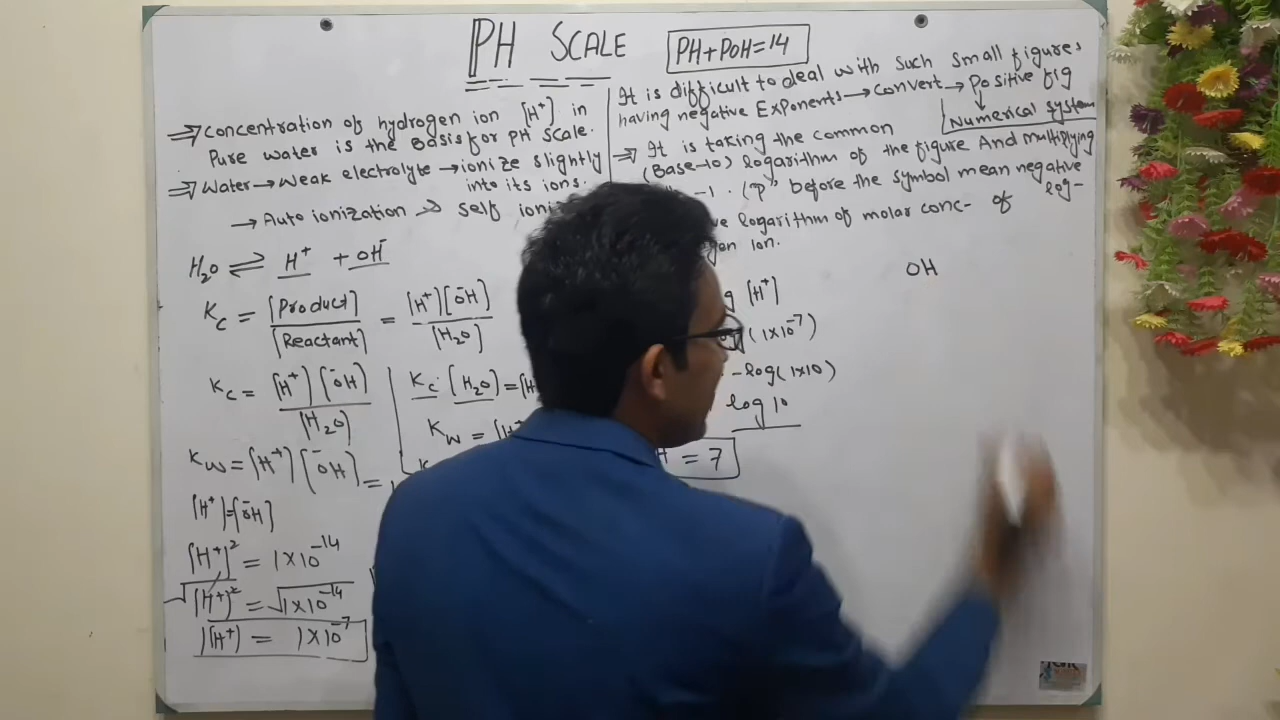 PH SCALE
PH+POH=14
⇒ Concentration of hydrogen ion [H⁺] in
Pure water is the basis for PH scale.
⇒ Water → weak electrolyte → ionize slightly
into its ions.
→ Auto ionization → Self
H₂O ⇌ H⁺ + OH⁻
Kc = [Product]/[Reactant] = [H⁺][ŌH]/[H₂O]
Kc = [H⁺][ŌH]/[H₂O]
Kw = [H⁺][ŌH] =
[H⁺]=[ŌH]
[H⁺]² = 1×10⁻¹⁴
√[H⁺]² = √1×10⁻¹⁴
[H⁺) = 1×10⁻⁷
Kc [H₂O] =
Kw =
It is difficult to deal with such small figures
having negative Exponents → convert → Positive fig
Numerical system
⇒ It is taking the common
(Base-10) logarithm of the figure And multiplying
-1. "P" before the symbol mean negative log-
logarithm of molar conc- of
ion.
[H⁺]
(1×10⁻⁷)
-log(1×10)
log 10
= 7
OH
OH